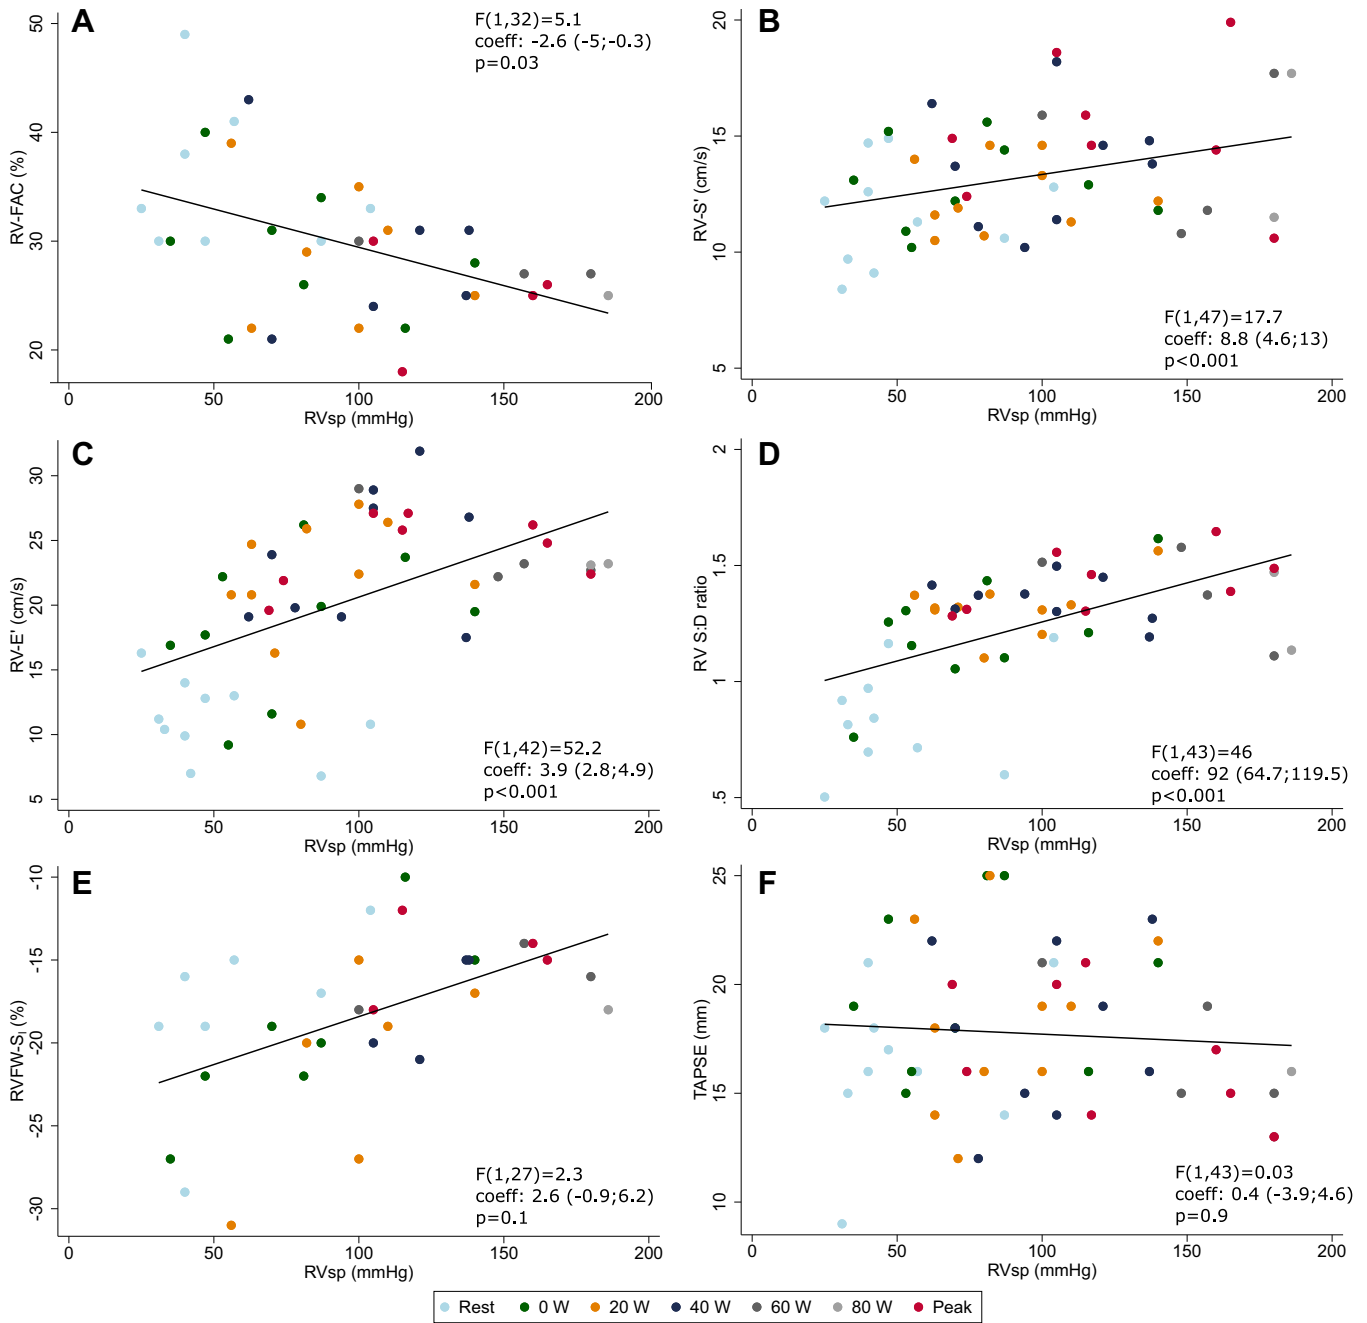 A
F(1,32)=5.1
coeff: -2.6 (-5;-0.3)
p=0.03
RV-FAC (%)
50
40
30
20
0
50
100
150
200
RVsp (mmHg)
B
RV-S' (cm/s)
20
15
10
5
F(1,47)=17.7
coeff: 8.8 (4.6;13)
p<0.001
0
50
100
150
200
RVsp (mmHg)
C
RV-E' (cm/s)
30
25
20
15
10
5
F(1,42)=52.2
coeff: 3.9 (2.8;4.9)
p<0.001
0
50
100
150
200
RVsp (mmHg)
D
RV S:D ratio
2
1.5
1
.5
F(1,43)=46
coeff: 92 (64.7;119.5)
p<0.001
0
50
100
150
200
RVsp (mmHg)
E
RVFW-Sl (%)
-10
-15
-20
-25
-30
F(1,27)=2.3
coeff: 2.6 (-0.9;6.2)
p=0.1
0
50
100
150
200
RVsp (mmHg)
F
TAPSE (mm)
25
20
15
10
F(1,43)=0.03
coeff: 0.4 (-3.9;4.6)
p=0.9
0
50
100
150
200
RVsp (mmHg)
Rest 0 W 20 W 40 W 60 W 80 W Peak